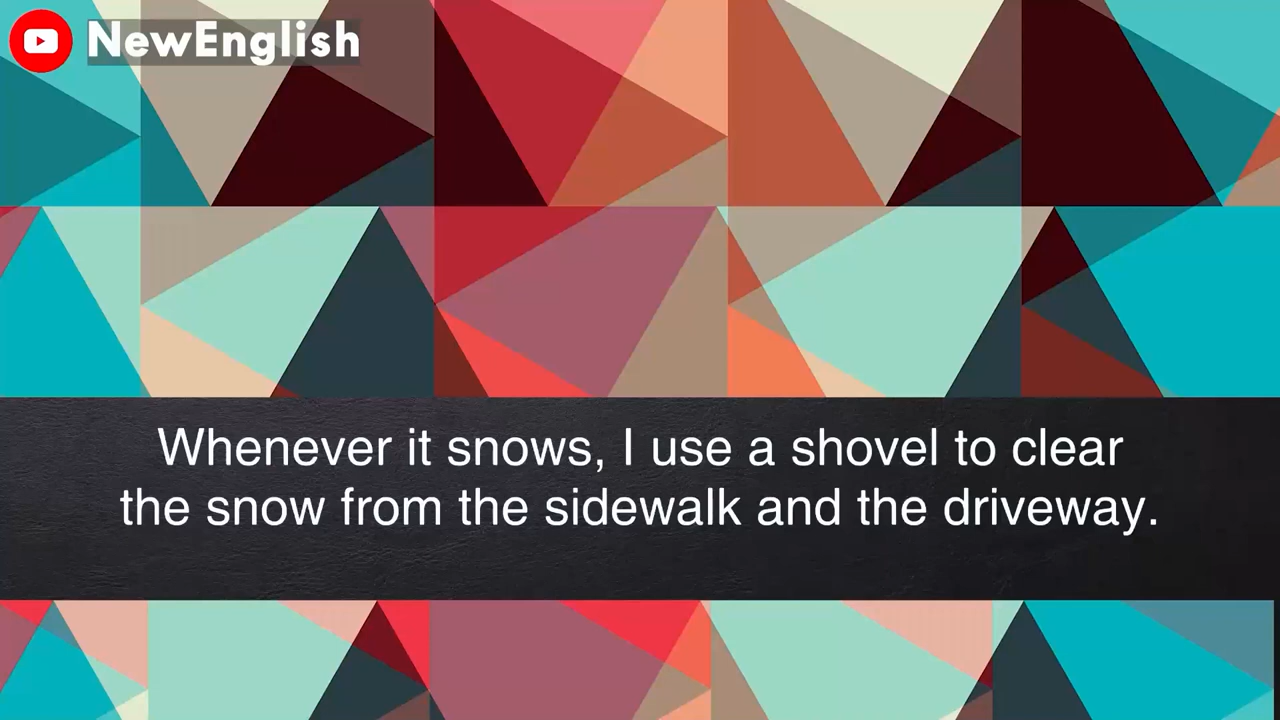 NewEnglish
Whenever it snows, I use a shovel to clear
the snow from the sidewalk and the driveway.